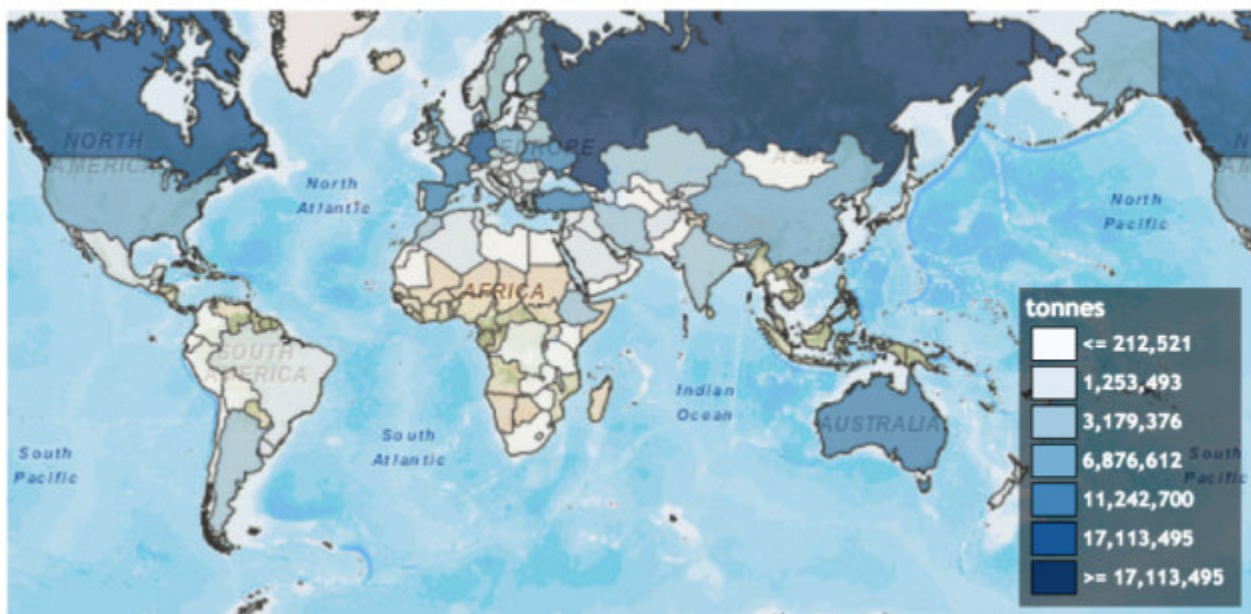 NORTH
AMERICA
EUROPE
ASIA
N
AM
North
Atlantic
North
Pacific
AFRICA
SOUTH
AMERICA
Indian
Ocean
AUSTRALIA
South
Pacific
South
Atlantic
South
Pacific
tonnes
<= 212,521
1,253,493
3,179,376
6,876,612
11,242,700
17,113,495
>= 17,113,495